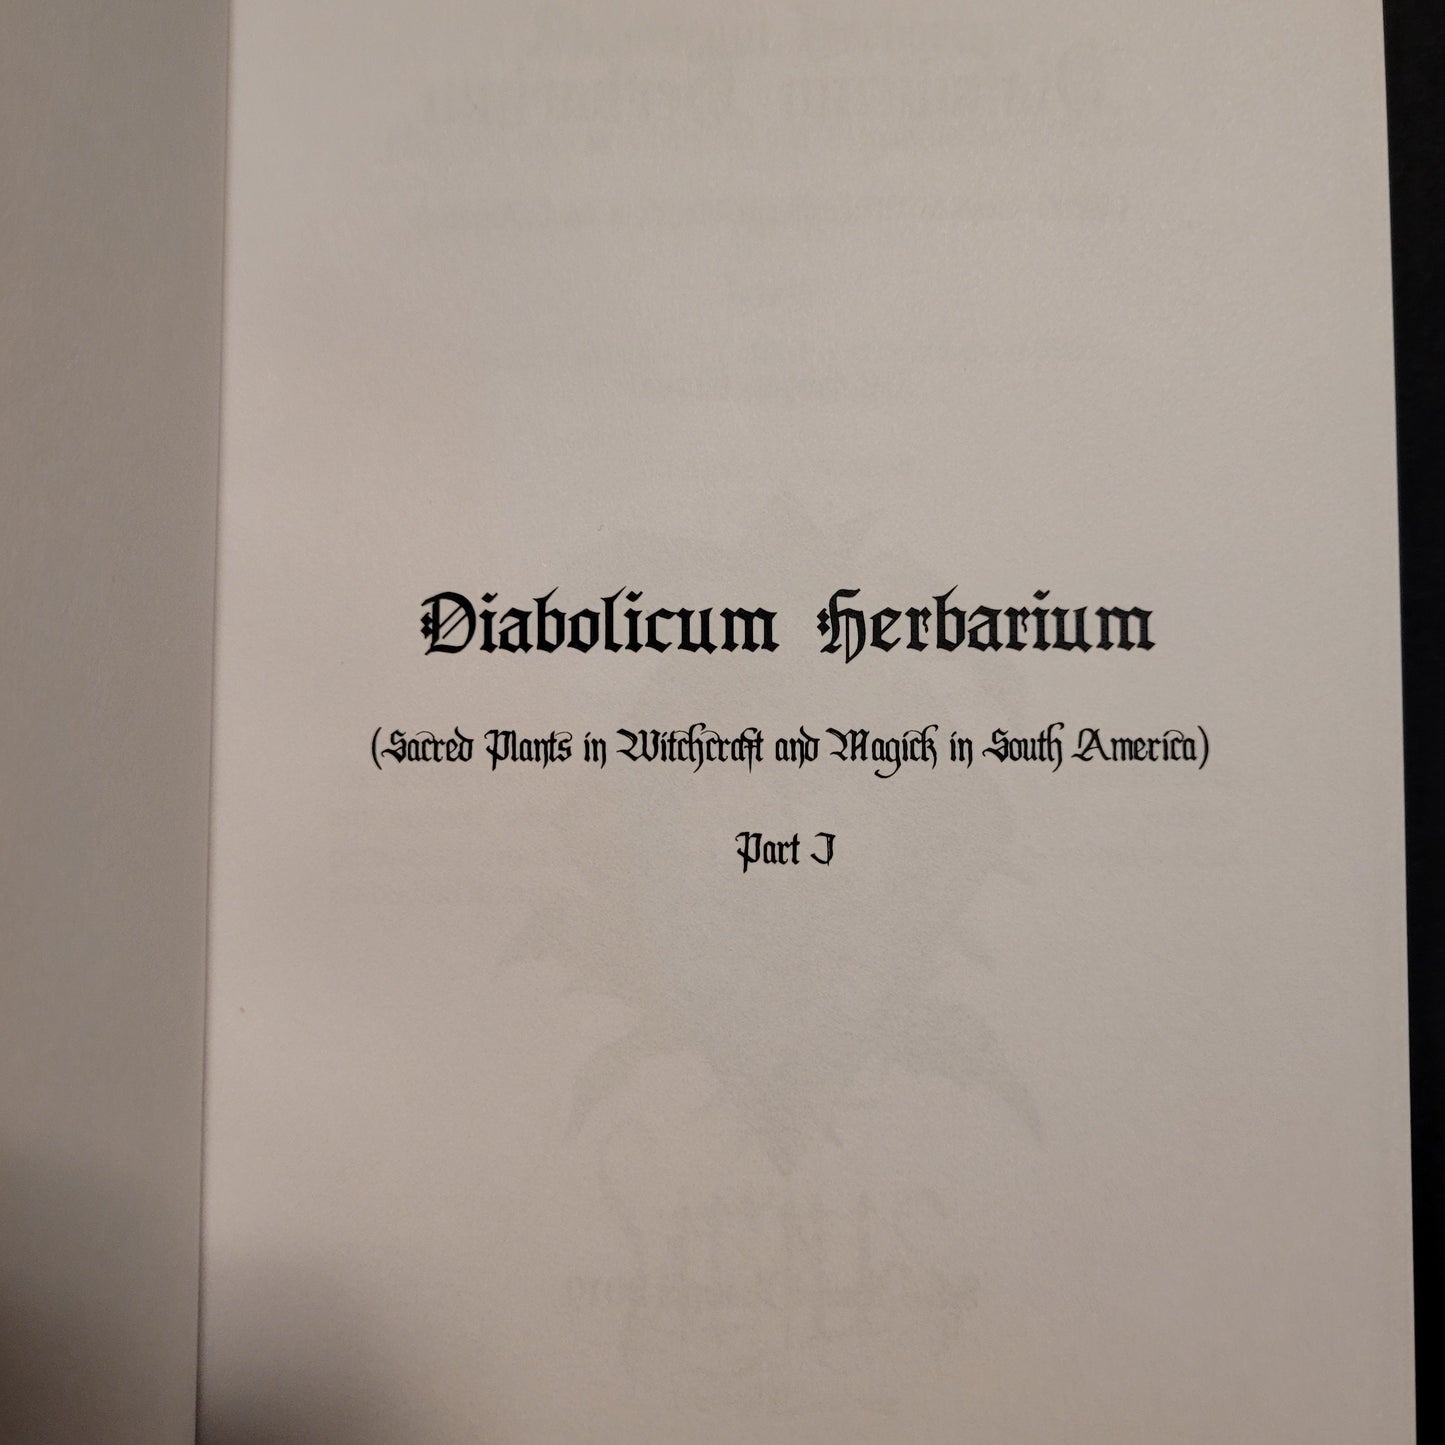 Diabolicum Herbarium
(Sacred Plants in Witchcraft and Magick in South America)
Part I